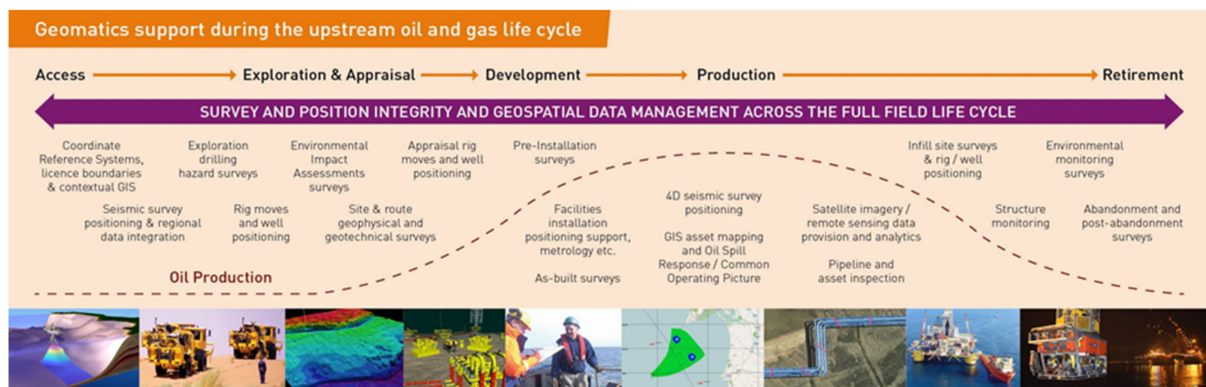 Geomatics support during the upstream oil and gas life cycle
Access
Exploration & Appraisal
Development
Production
Retirement
SURVEY AND POSITION INTEGRITY AND GEOSPATIAL DATA MANAGEMENT ACROSS THE FULL FIELD LIFE CYCLE
Coordinate
Reference Systems,
licence boundaries
& contextual GIS
Exploration
drilling
hazard surveys
Environmental
Impact
Assessments
surveys
Appraisal rig
moves and well
positioning
Pre-Installation
surveys
Infill site surveys
& rig / well
positioning
Environmental
monitoring
surveys
Seismic survey
positioning & regional
data integration
Rig moves
and well
positioning
Site & route
geophysical and
geotechnical surveys
Facilities
installation
positioning support,
metrology etc.
As-built surveys
4D seismic survey
positioning
GIS asset mapping
and Oil Spill
Response / Common
Operating Picture
Satellite imagery /
remote sensing data
provision and analytics
Pipeline and
asset inspection
Structure
monitoring
Abandonment and
post-abandonment
surveys
Oil Production